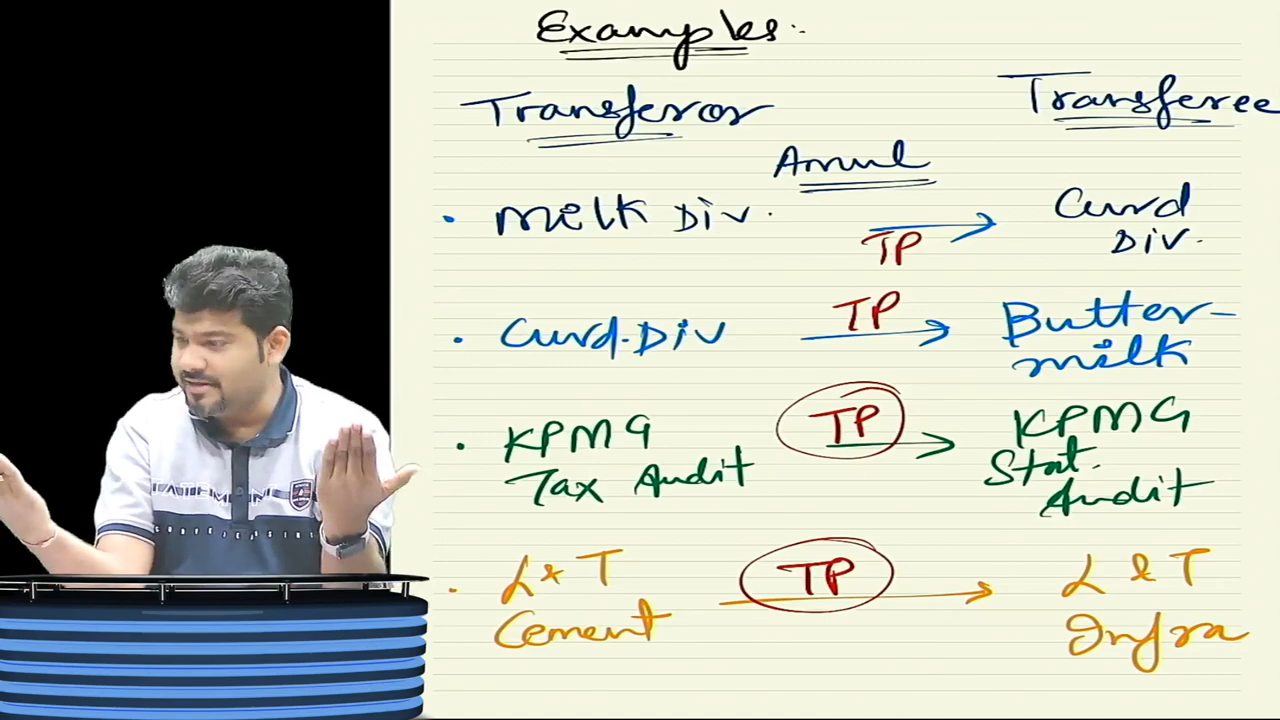 Examples:
Transferor Transferee
Amul
• Milk Div. TP Curd
Div.
• Curd. Div TP Butter-
milk
• KPMG TP KPMG
Tax Audit Stat.
Audit
• L & T TP L & T
Cement Infra
TATEMEN